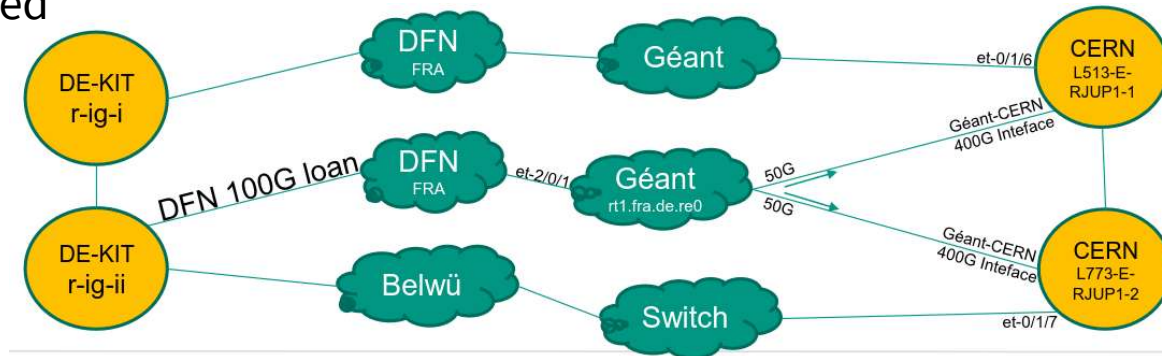 ed
DE-KIT
r-ig-i
DFN
FRA
Géant
et-0/1/6
CERN
L513-E-
RJUP1-1
Géant-CERN
400G Inteface
DFN 100G loan
DFN
FRA
et-2/0/1
Géant
rt1.fra.de.re0
50G
50G
Géant-CERN
400G Inteface
DE-KIT
r-ig-ii
Belwü
Switch
et-0/1/7
CERN
L773-E-
RJUP1-2